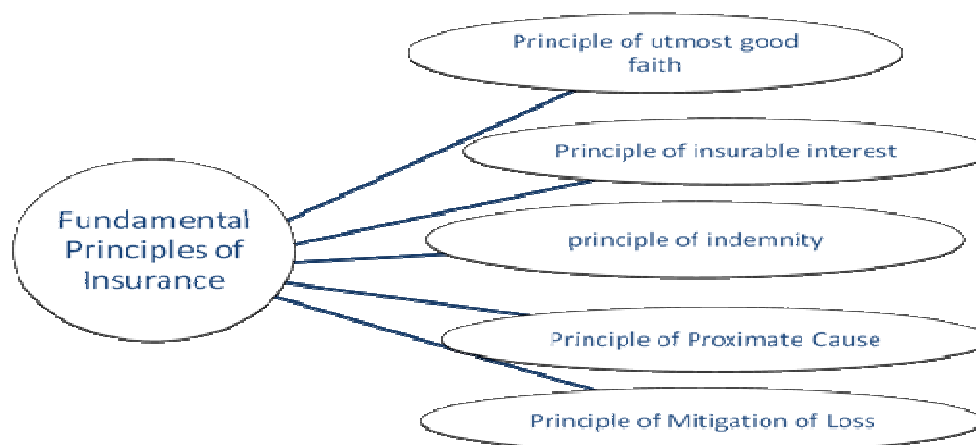 Principle of utmost good
faith
Principle of insurable interest
Fundamental
Principles of
Insurance
principle of indemnity
Principle of Proximate Cause
Principle of Mitigation of Loss